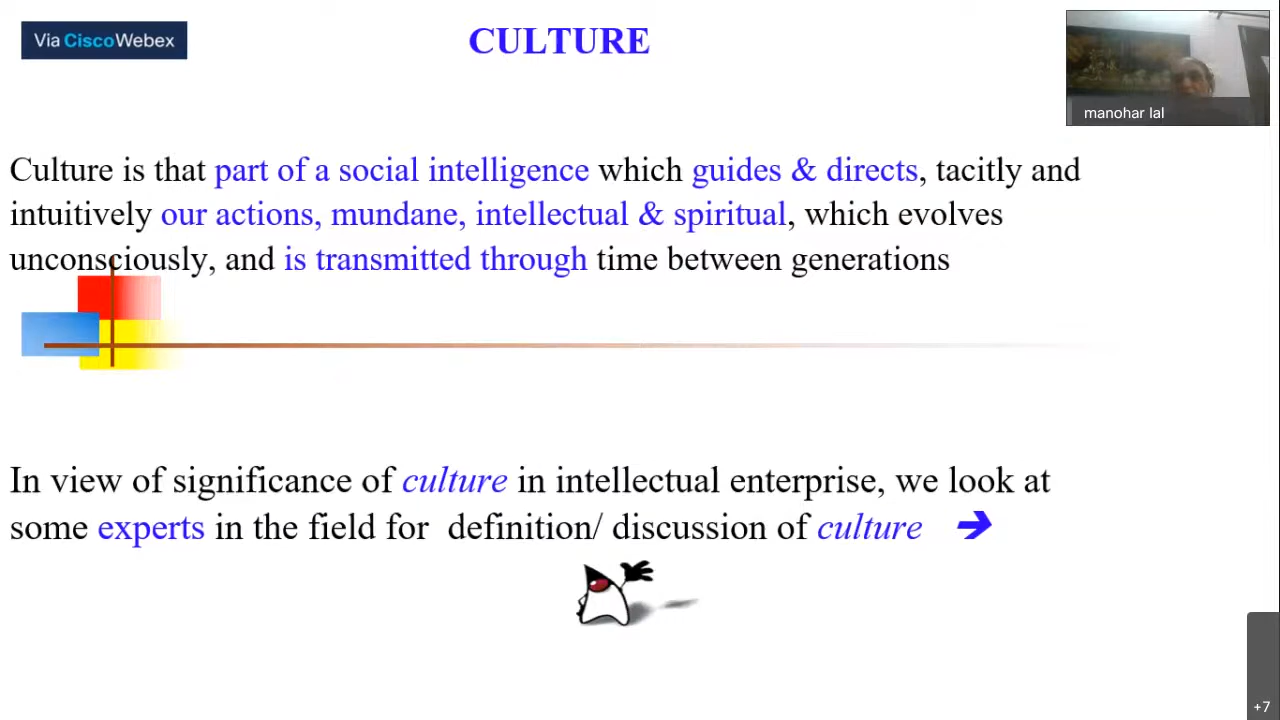 Via Cisco Webex
CULTURE
manohar lal
Culture is that part of a social intelligence which guides & directs, tacitly and
intuitively our actions, mundane, intellectual & spiritual, which evolves
unconsciously, and is transmitted through time between generations
In view of significance of culture in intellectual enterprise, we look at
some experts in the field for definition/ discussion of culture ➔
+7